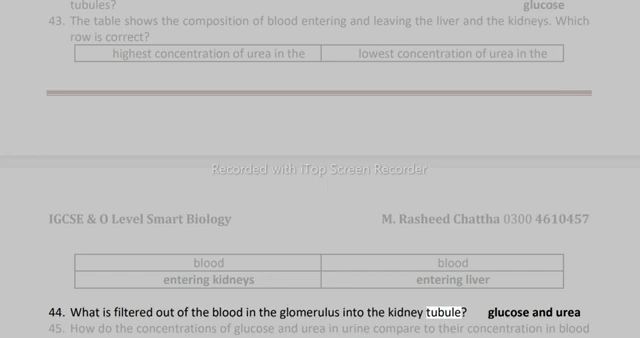 tubules? glucose
43. The table shows the composition of blood entering and leaving the liver and the kidneys. Which
row is correct?
highest concentration of urea in the lowest concentration of urea in the
Recorded with iTop Screen Recorder
IGCSE & O Level Smart Biology M. Rasheed Chattha 0300 4610457
blood blood
entering kidneys entering liver
44. What is filtered out of the blood in the glomerulus into the kidney tubule? glucose and urea
45. How do the concentrations of glucose and urea in urine compare to their concentration in blood